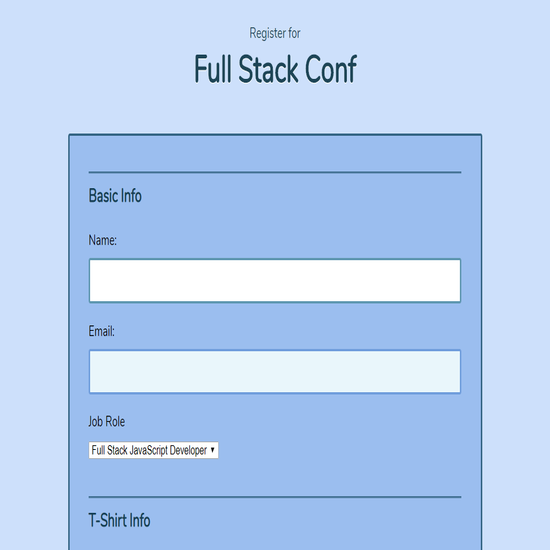 Register for
Full Stack Conf
Basic Info
Name:
Email:
Job Role
Full Stack JavaScript Developer
T-Shirt Info